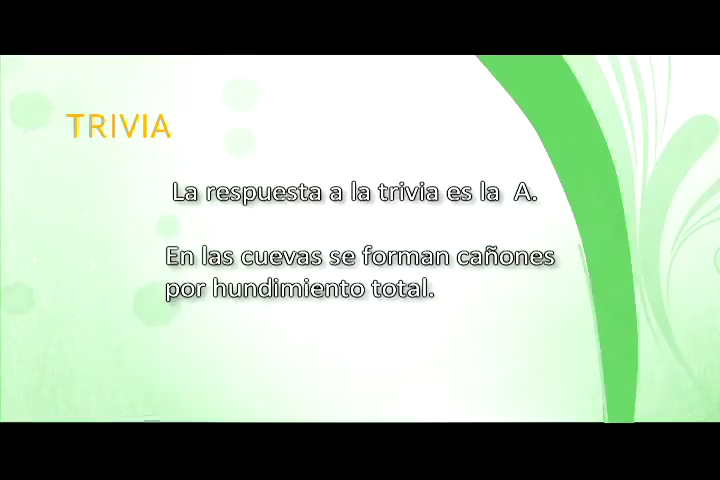 TRIVIA
La respuesta a la trivia es la A.
En las cuevas se forman cañones
por hundimiento total.